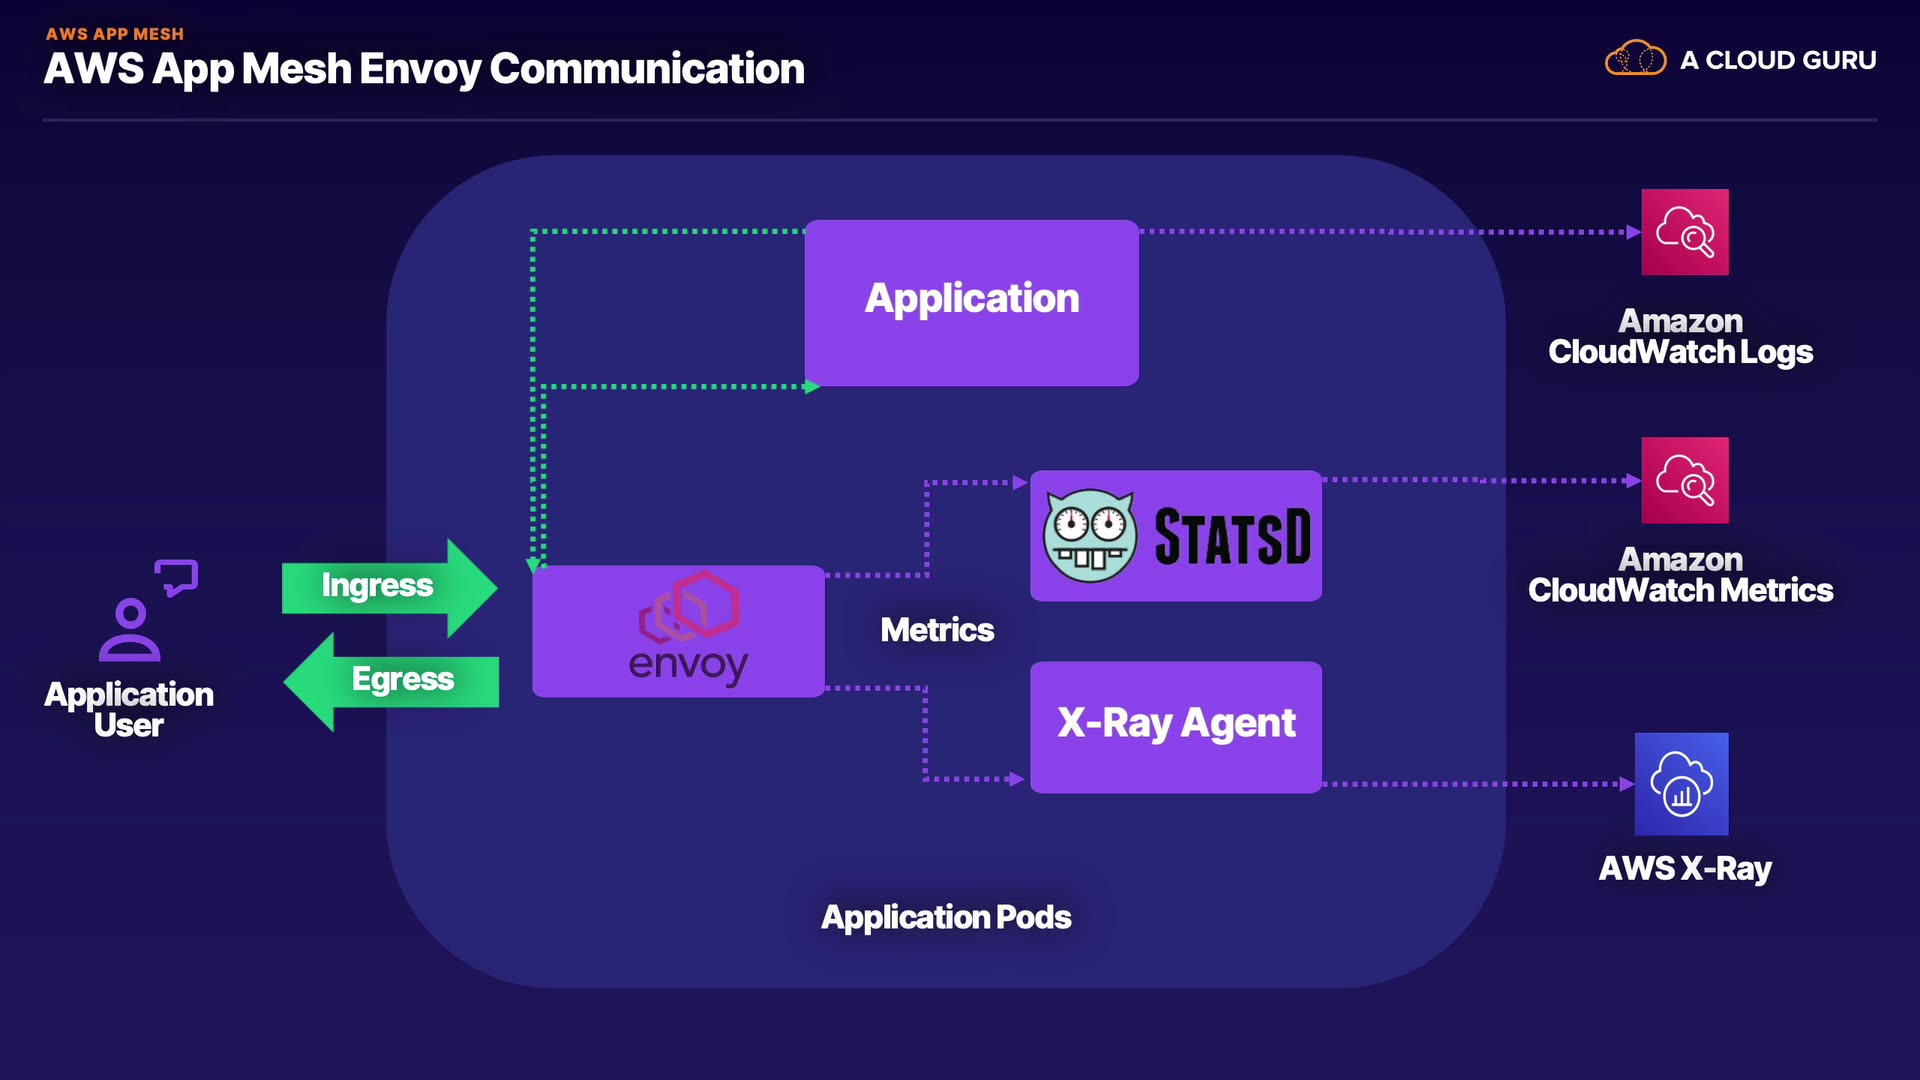 AWS APP MESH
AWS App Mesh Envoy Communication
A CLOUD GURU
Application
Amazon
CloudWatch Logs
STATSD
Amazon
CloudWatch Metrics
Ingress
Egress
envoy
Metrics
Application
User
X-Ray Agent
AWS X-Ray
Application Pods